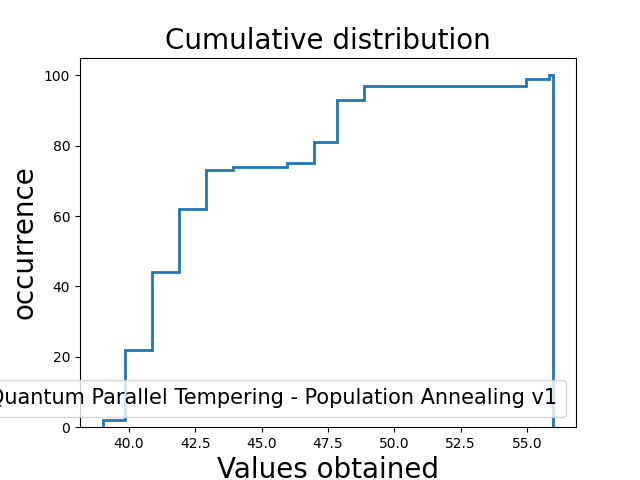 Cumulative distribution
100
80
60
40
20
0
occurrence
Quantum Parallel Tempering - Population Annealing v1
40.0 42.5 45.0 47.5 50.0 52.5 55.0
Values obtained